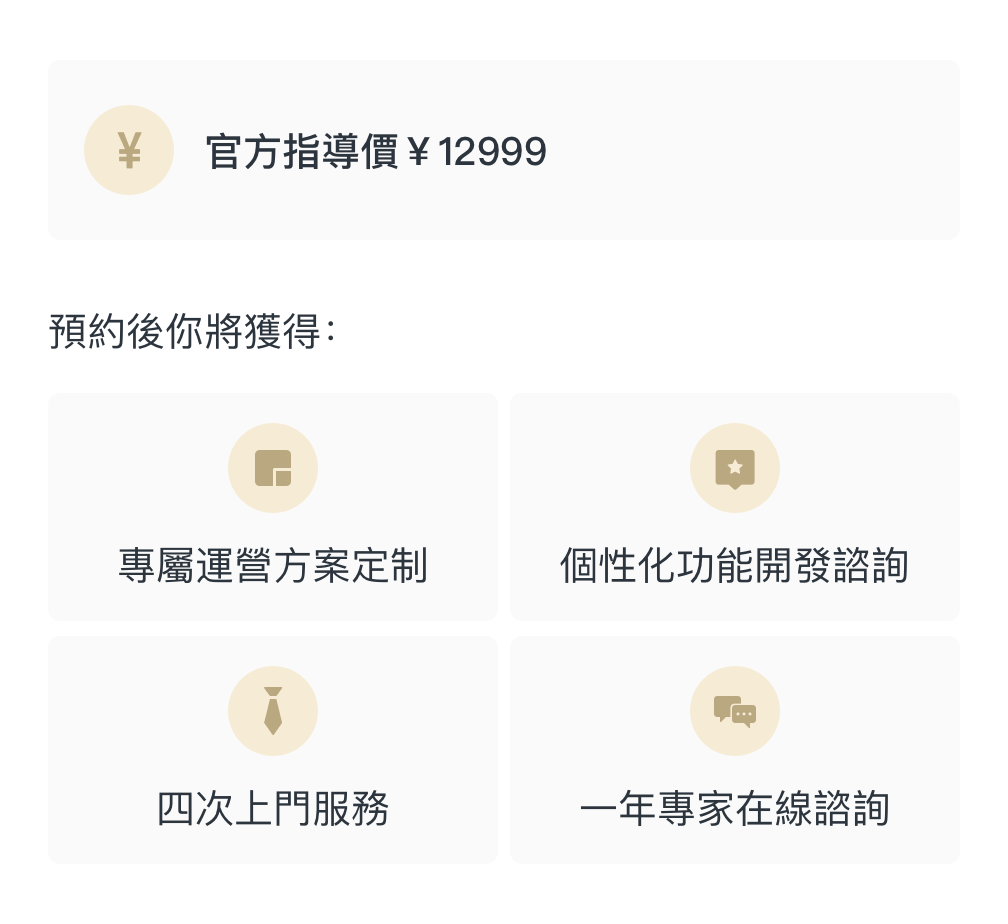 ¥
官方指導價 ¥ 12999
預約後你將獲得：
專屬運營方案定制
個性化功能開發諮詢
四次上門服務
一年專家在線諮詢